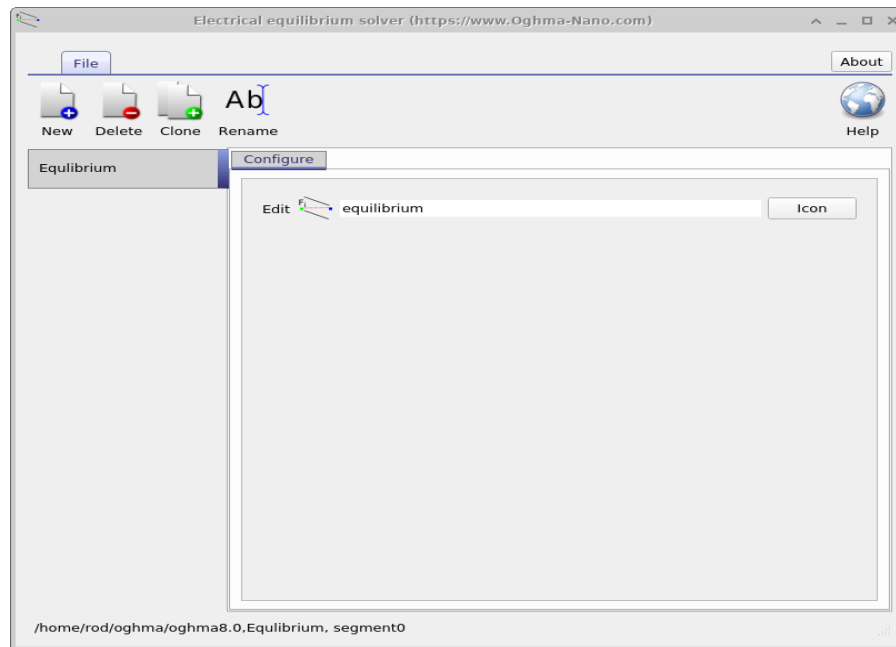 Electrical equilibrium solver (https://www.Oghma-Nano.com)
File
About
Ab
New Delete Clone Rename
Help
Equlibrium
Configure
Edit equilibrium Icon
/home/rod/oghma/oghma8.0,Equlibrium, segment0